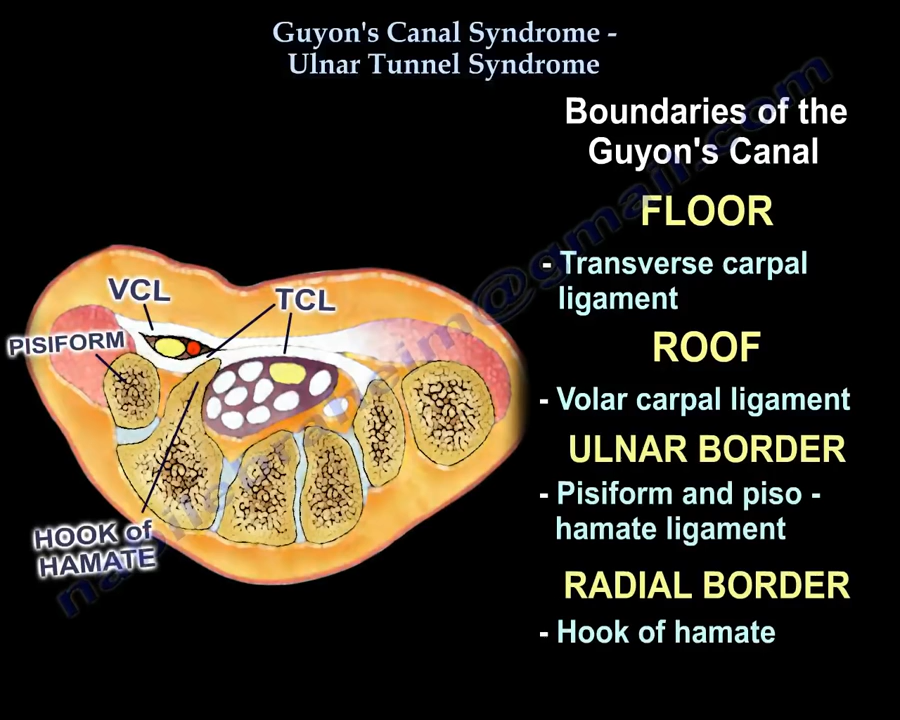 Guyon's Canal Syndrome -
Ulnar Tunnel Syndrome
Boundaries of the
Guyon's Canal
FLOOR
- Transverse carpal
ligament
ROOF
- Volar carpal ligament
ULNAR BORDER
- Pisiform and piso -
hamate ligament
RADIAL BORDER
- Hook of hamate
VCL
TCL
PISIFORM
HOOK of
HAMATE